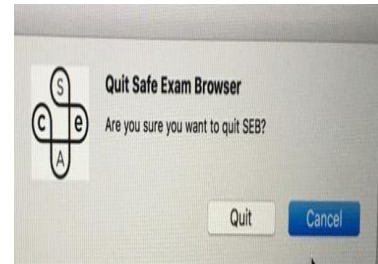 S
c e
A
Quit Safe Exam Browser
Are you sure you want to quit SEB?
Quit Cancel